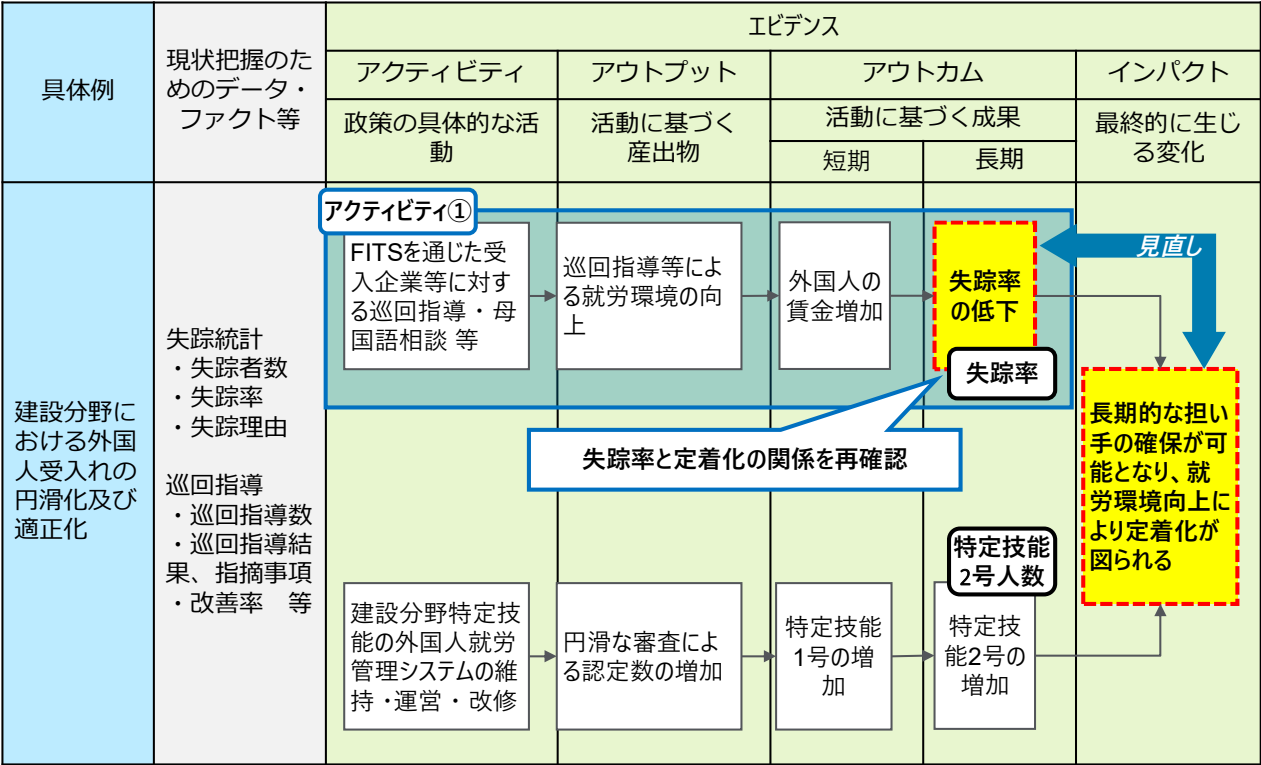 具体例
現状把握のた
めのデータ・
ファクト等
エビデンス
アクティビティ
アウトプット
アウトカム
インパクト
政策の具体的な活
動
活動に基づく
産出物
活動に基づく成果
短期
長期
最終的に生じ
る変化
建設分野に
おける外国
人受入れの
円滑化及び
適正化
失踪統計
・失踪者数
・失踪率
・失踪理由
巡回指導
・巡回指導数
・巡回指導結
果、指摘事項
・改善率　等
アクティビティ①
FITSを通じた受
入企業等に対す
る巡回指導・母
国語相談 等
巡回指導等によ
る就労環境の向
上
外国人の
賃金増加
失踪率
の低下
失踪率
見直し
失踪率と定着化の関係を再確認
長期的な担い
手の確保が可
能となり、就
労環境向上に
より定着化が
図られる
建設分野特定技
能の外国人就労
管理システムの維
持・運営・改修
円滑な審査によ
る認定数の増加
特定技能
1号の増
加
特定技能
2号人数
特定技
能2号の
増加